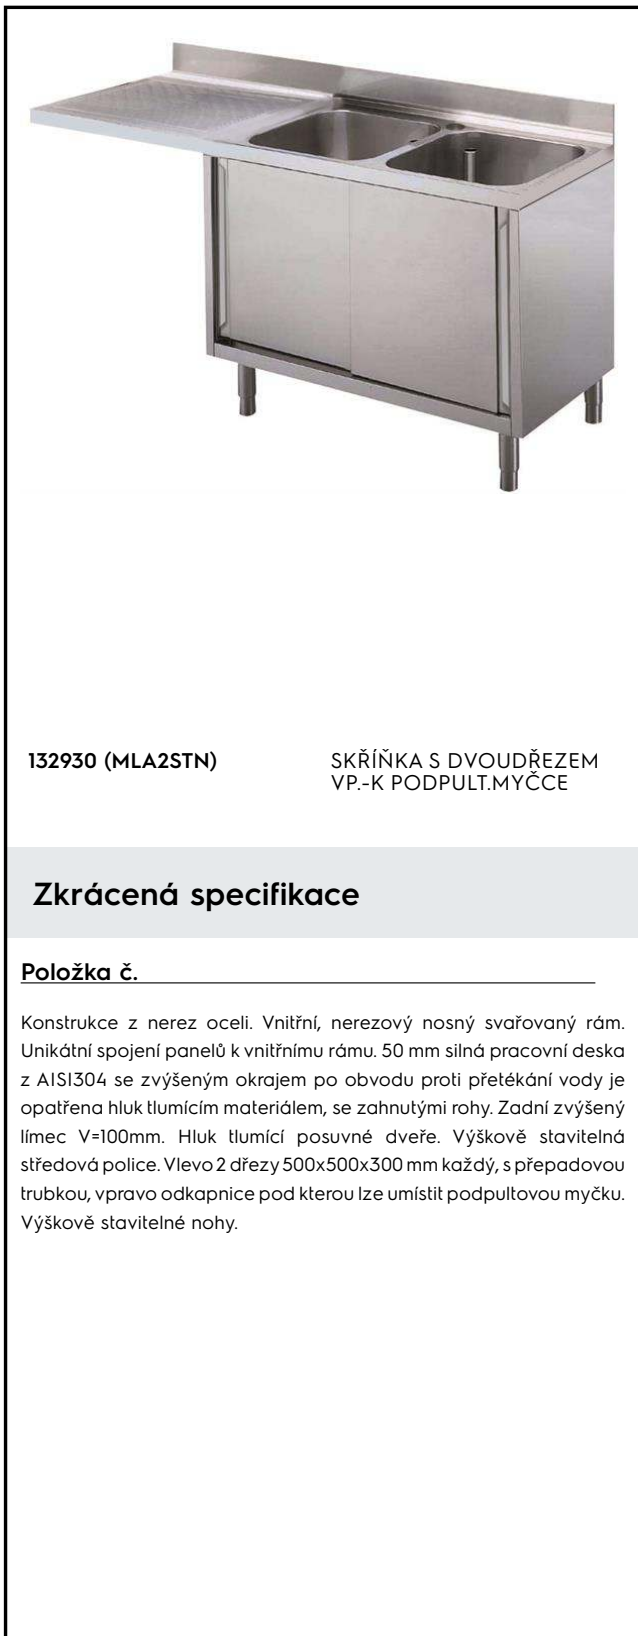 132930 (MLA2STN)
SKŘÍŇKA S DVOUDŘEZEM
VP.-K PODPULT.MYČCE
Zkrácená specifikace
Položka č.
Konstrukce z nerez oceli. Vnitřní, nerezový nosný svařovaný rám.
Unikátní spojení panelů k vnitřnímu rámu. 50 mm silná pracovní deska
z AISI304 se zvýšeným okrajem po obvodu proti přetékání vody je
opatřena hluk tlumícím materiálem, se zahnutými rohy. Zadní zvýšený
límec V=100mm. Hluk tlumící posuvné dveře. Výškově stavitelná
středová police. Vlevo 2 dřezy 500x500x300 mm každý, s přepadovou
trubkou, vpravo odkapnice pod kterou lze umístit podpultovou myčku.
Výškově stavitelné nohy.